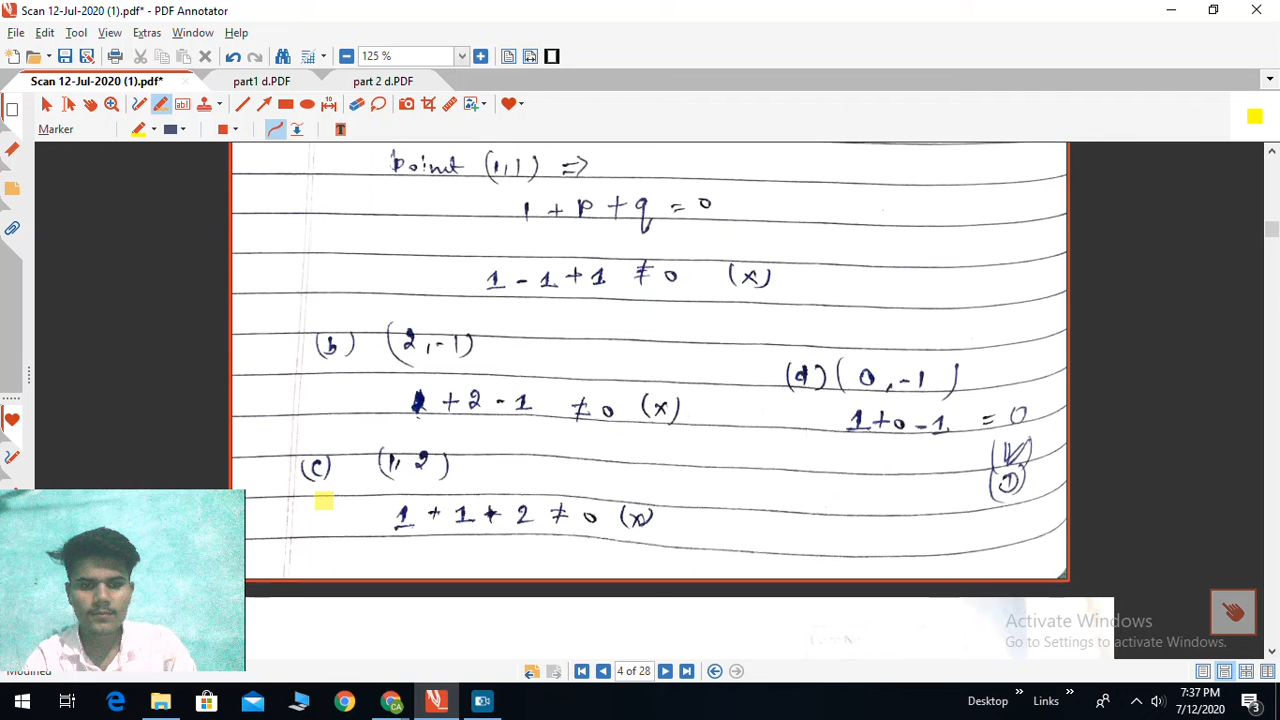 Scan 12-Jul-2020 (1).pdf* - PDF Annotator
File Edit Tool View Extras Window Help
125 %
Scan 12-Jul-2020 (1).pdf* part1 d.PDF part 2 d.PDF
Marker
Point (1,1) ⇒
1 + p + q = 0
1 - 1 + 1 ≠ 0 (x)
(b) (2, -1)
1 + 2 - 1 ≠ 0 (x)
(c) (1, 2)
1 + 1 + 2 ≠ 0 (x)
(d) (0, -1)
1 + 0 - 1 = 0
(D)
Activate Windows
Go to Settings to activate Windows.
Modified
4 of 28
Desktop Links
7:37 PM
7/12/2020
3